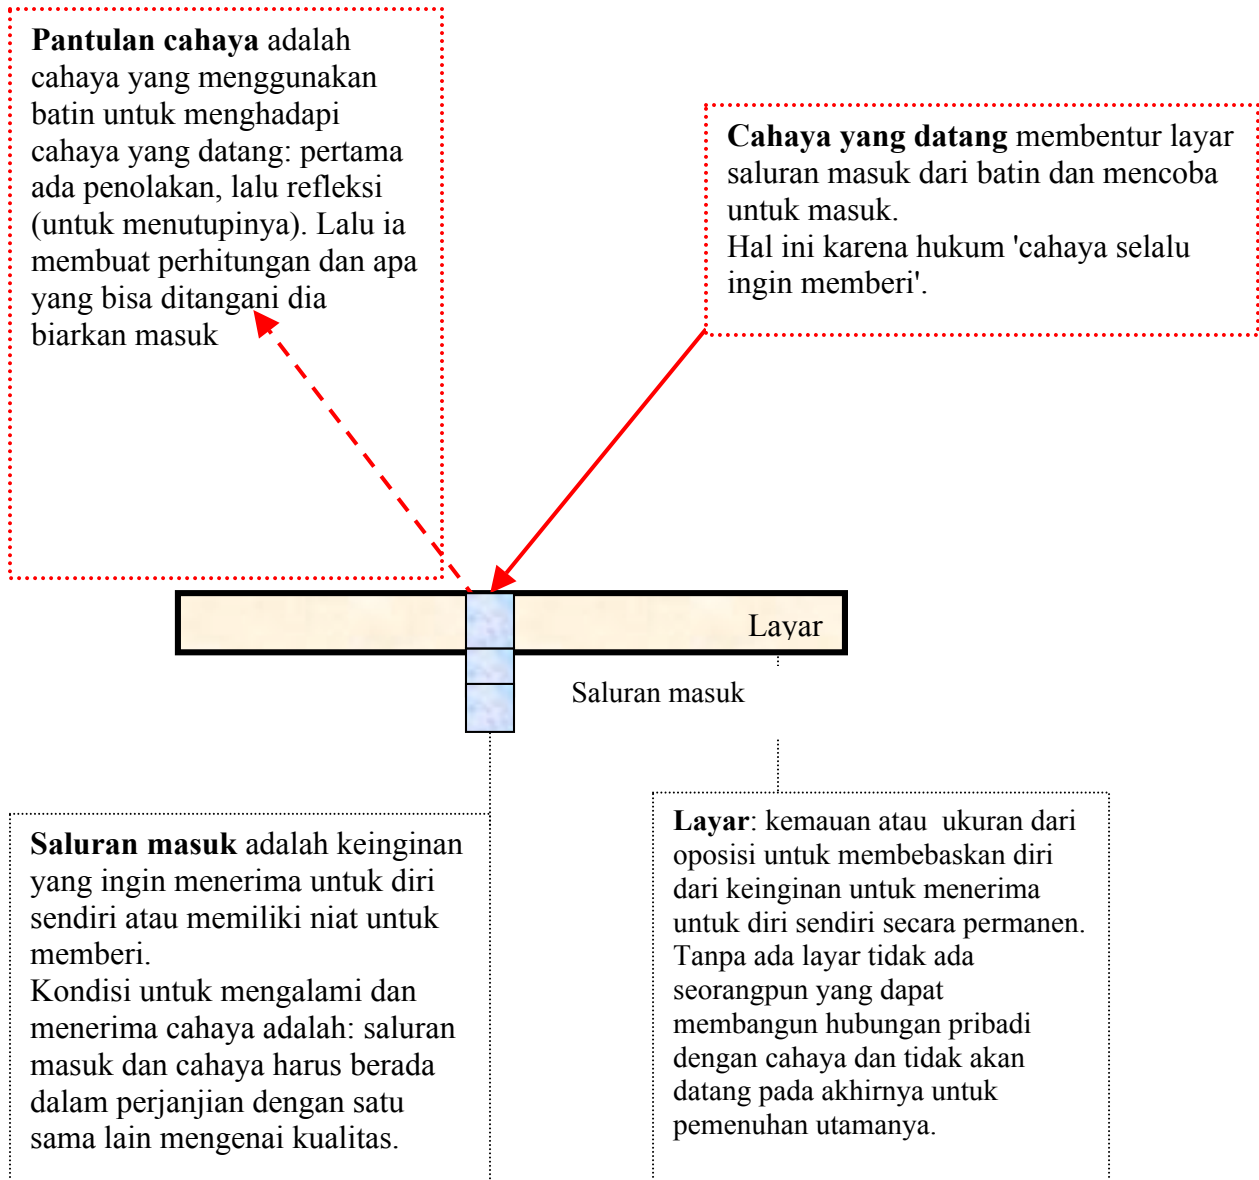 Pantulan cahaya adalah
cahaya yang menggunakan
batin untuk menghadapi
cahaya yang datang: pertama
ada penolakan, lalu refleksi
(untuk menutupinya). Lalu ia
membuat perhitungan dan apa
yang bisa ditangani dia
biarkan masuk
Cahaya yang datang membentur layar
saluran masuk dari batin dan mencoba
untuk masuk.
Hal ini karena hukum 'cahaya selalu
ingin memberi'.
Layar
Saluran masuk
Saluran masuk adalah keinginan
yang ingin menerima untuk diri
sendiri atau memiliki niat untuk
memberi.
Kondisi untuk mengalami dan
menerima cahaya adalah: saluran
masuk dan cahaya harus berada
dalam perjanjian dengan satu
sama lain mengenai kualitas.
Layar: kemauan atau  ukuran dari
oposisi untuk membebaskan diri
dari keinginan untuk menerima
untuk diri sendiri secara permanen.
Tanpa ada layar tidak ada
seorangpun yang dapat
membangun hubungan pribadi
dengan cahaya dan tidak akan
datang pada akhirnya untuk
pemenuhan utamanya.